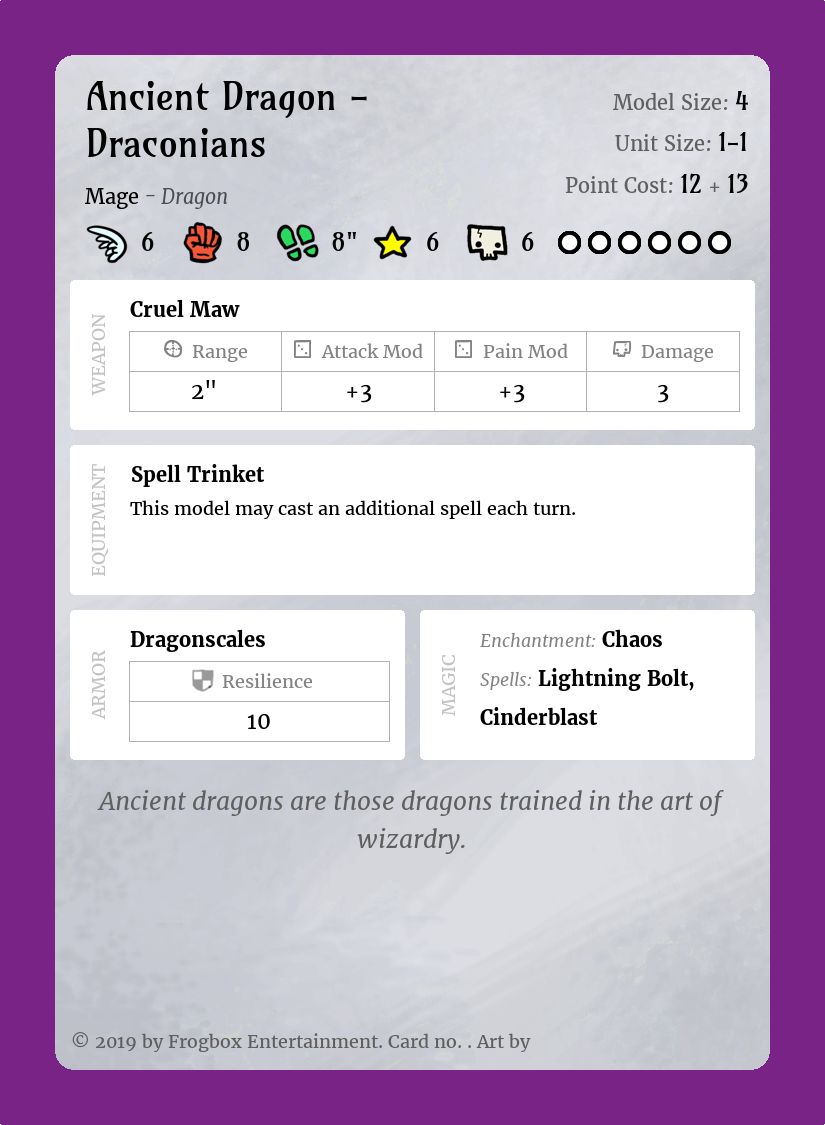 Ancient Dragon –
Draconians
Mage - Dragon
Model Size: 4
Unit Size: 1-1
Point Cost: 12 + 13
6 8 8" 6 6
WEAPON
Cruel Maw
Range Attack Mod Pain Mod Damage
2" +3 +3 3
EQUIPMENT
Spell Trinket
This model may cast an additional spell each turn.
ARMOR
Dragonscales
Resilience
10
MAGIC
Enchantment: Chaos
Spells: Lightning Bolt,
Cinderblast
Ancient dragons are those dragons trained in the art of
wizardry.
© 2019 by Frogbox Entertainment. Card no. . Art by